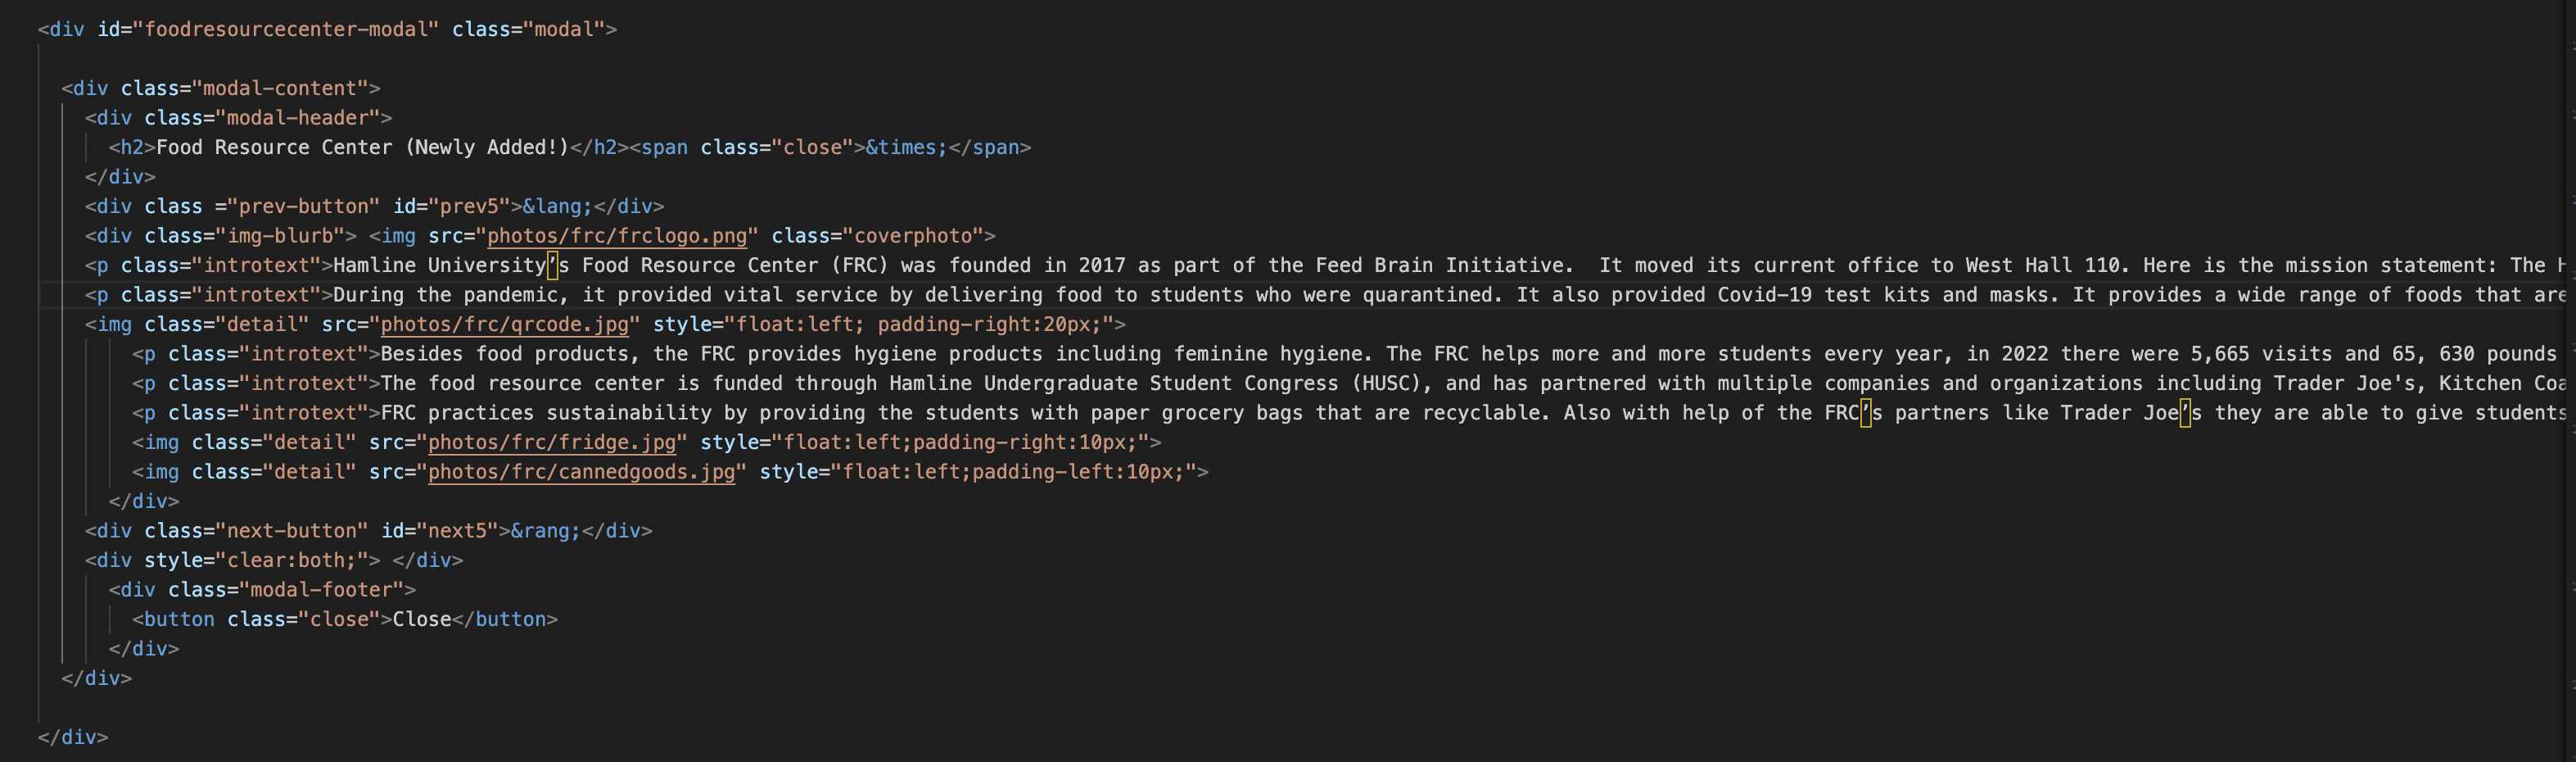 <div id="foodresourcecenter-modal" class="modal">
<div class="modal-content">
<div class="modal-header">
<h2>Food Resource Center (Newly Added!)</h2><span class="close">&times;</span>
</div>
<div class ="prev-button" id="prev5">&lang;</div>
<div class="img-blurb"> <img src="photos/frc/frclogo.png" class="coverphoto">
<p class="introtext">Hamline University’s Food Resource Center (FRC) was founded in 2017 as part of the Feed Brain Initiative.  It moved its current office to West Hall 110. Here is the mission statement: The
<p class="introtext">During the pandemic, it provided vital service by delivering food to students who were quarantined. It also provided Covid-19 test kits and masks. It provides a wide range of foods that are
<img class="detail" src="photos/frc/qrcode.jpg" style="float:left; padding-right:20px;">
<p class="introtext">Besides food products, the FRC provides hygiene products including feminine hygiene. The FRC helps more and more students every year, in 2022 there were 5,665 visits and 65, 630 pounds
<p class="introtext">The food resource center is funded through Hamline Undergraduate Student Congress (HUSC), and has partnered with multiple companies and organizations including Trader Joe's, Kitchen Coa
<p class="introtext">FRC practices sustainability by providing the students with paper grocery bags that are recyclable. Also with help of the FRC’s partners like Trader Joe’s they are able to give students
<img class="detail" src="photos/frc/fridge.jpg" style="float:left;padding-right:10px;">
<img class="detail" src="photos/frc/cannedgoods.jpg" style="float:left;padding-left:10px;">
</div>
<div class="next-button" id="next5">&rang;</div>
<div style="clear:both;"> </div>
<div class="modal-footer">
<button class="close">Close</button>
</div>
</div>
</div>